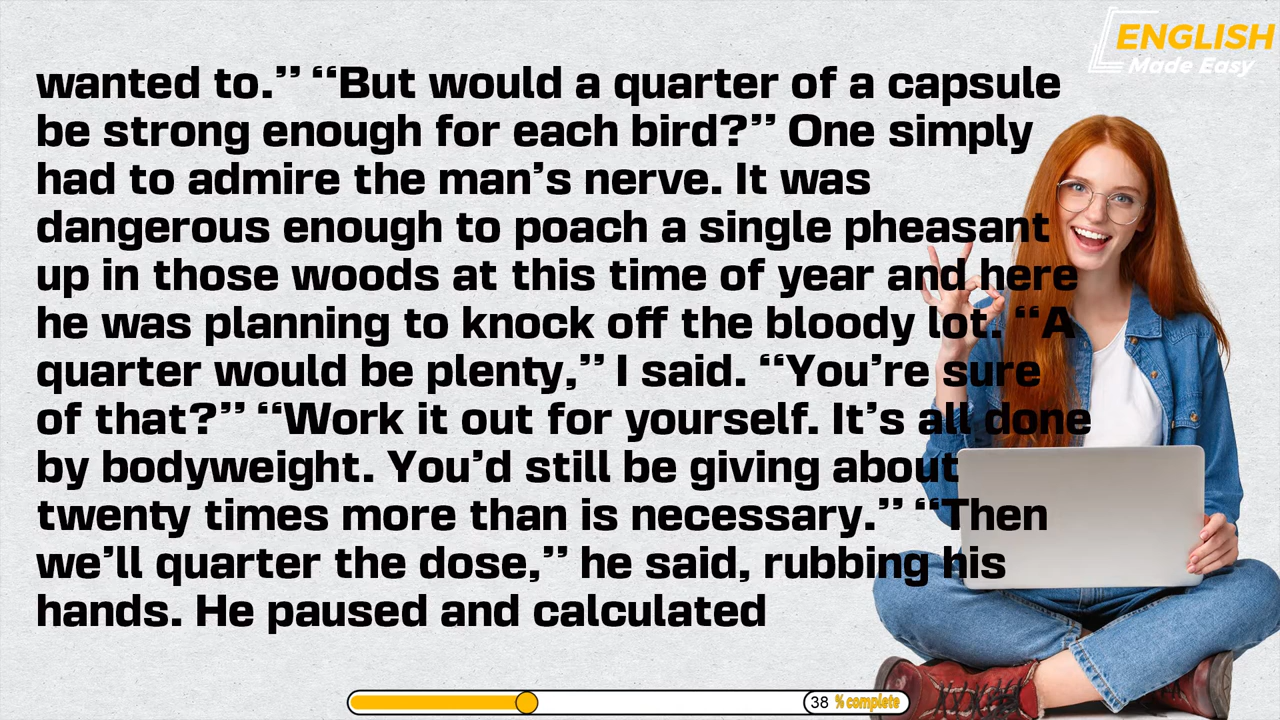 ENGLISH
Made Easy
wanted to.” “But would a quarter of a capsule
be strong enough for each bird?” One simply
had to admire the man’s nerve. It was
dangerous enough to poach a single pheasant
up in those woods at this time of year and here
he was planning to knock off the bloody lot. “A
quarter would be plenty,” I said. “You’re sure
of that?” “Work it out for yourself. It’s all done
by bodyweight. You’d still be giving about
twenty times more than is necessary.” “Then
we’ll quarter the dose,” he said, rubbing his
hands. He paused and calculated
38 % complete